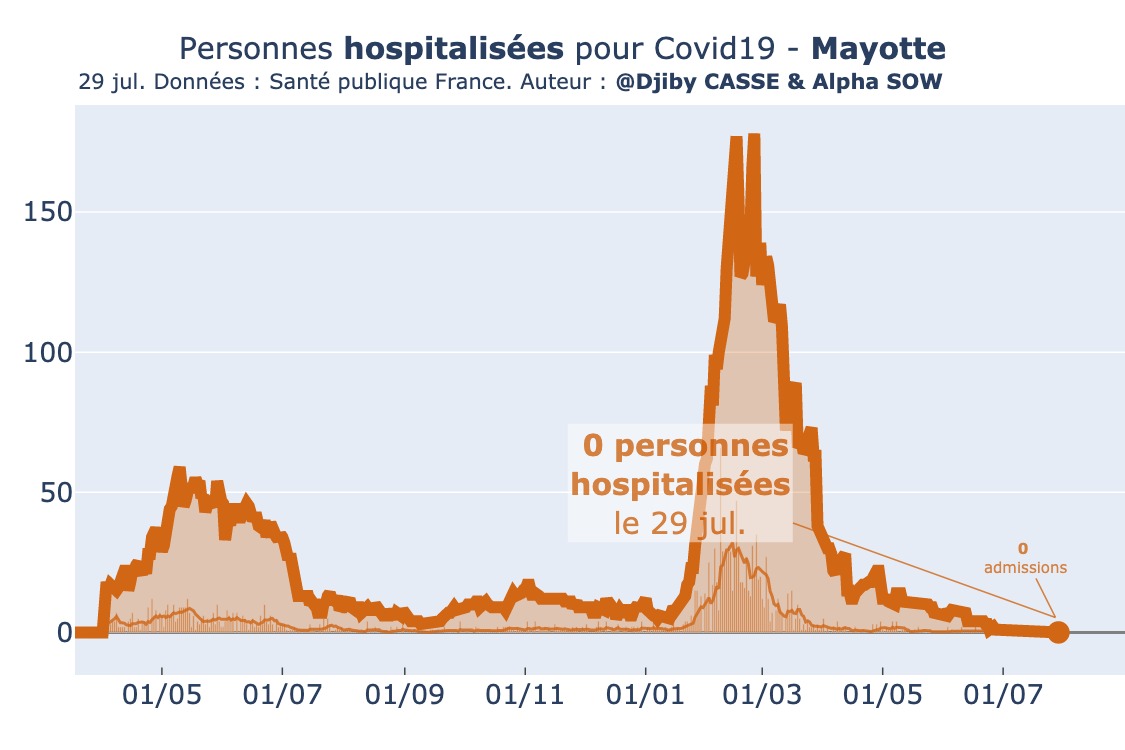 Personnes hospitalisées pour Covid19 - Mayotte
29 jul. Données : Santé publique France. Auteur : @Djiby CASSE & Alpha SOW
150
100
50
0
0 personnes
hospitalisées
le 29 jul.
0
admissions
01/05 01/07 01/09 01/11 01/01 01/03 01/05 01/07